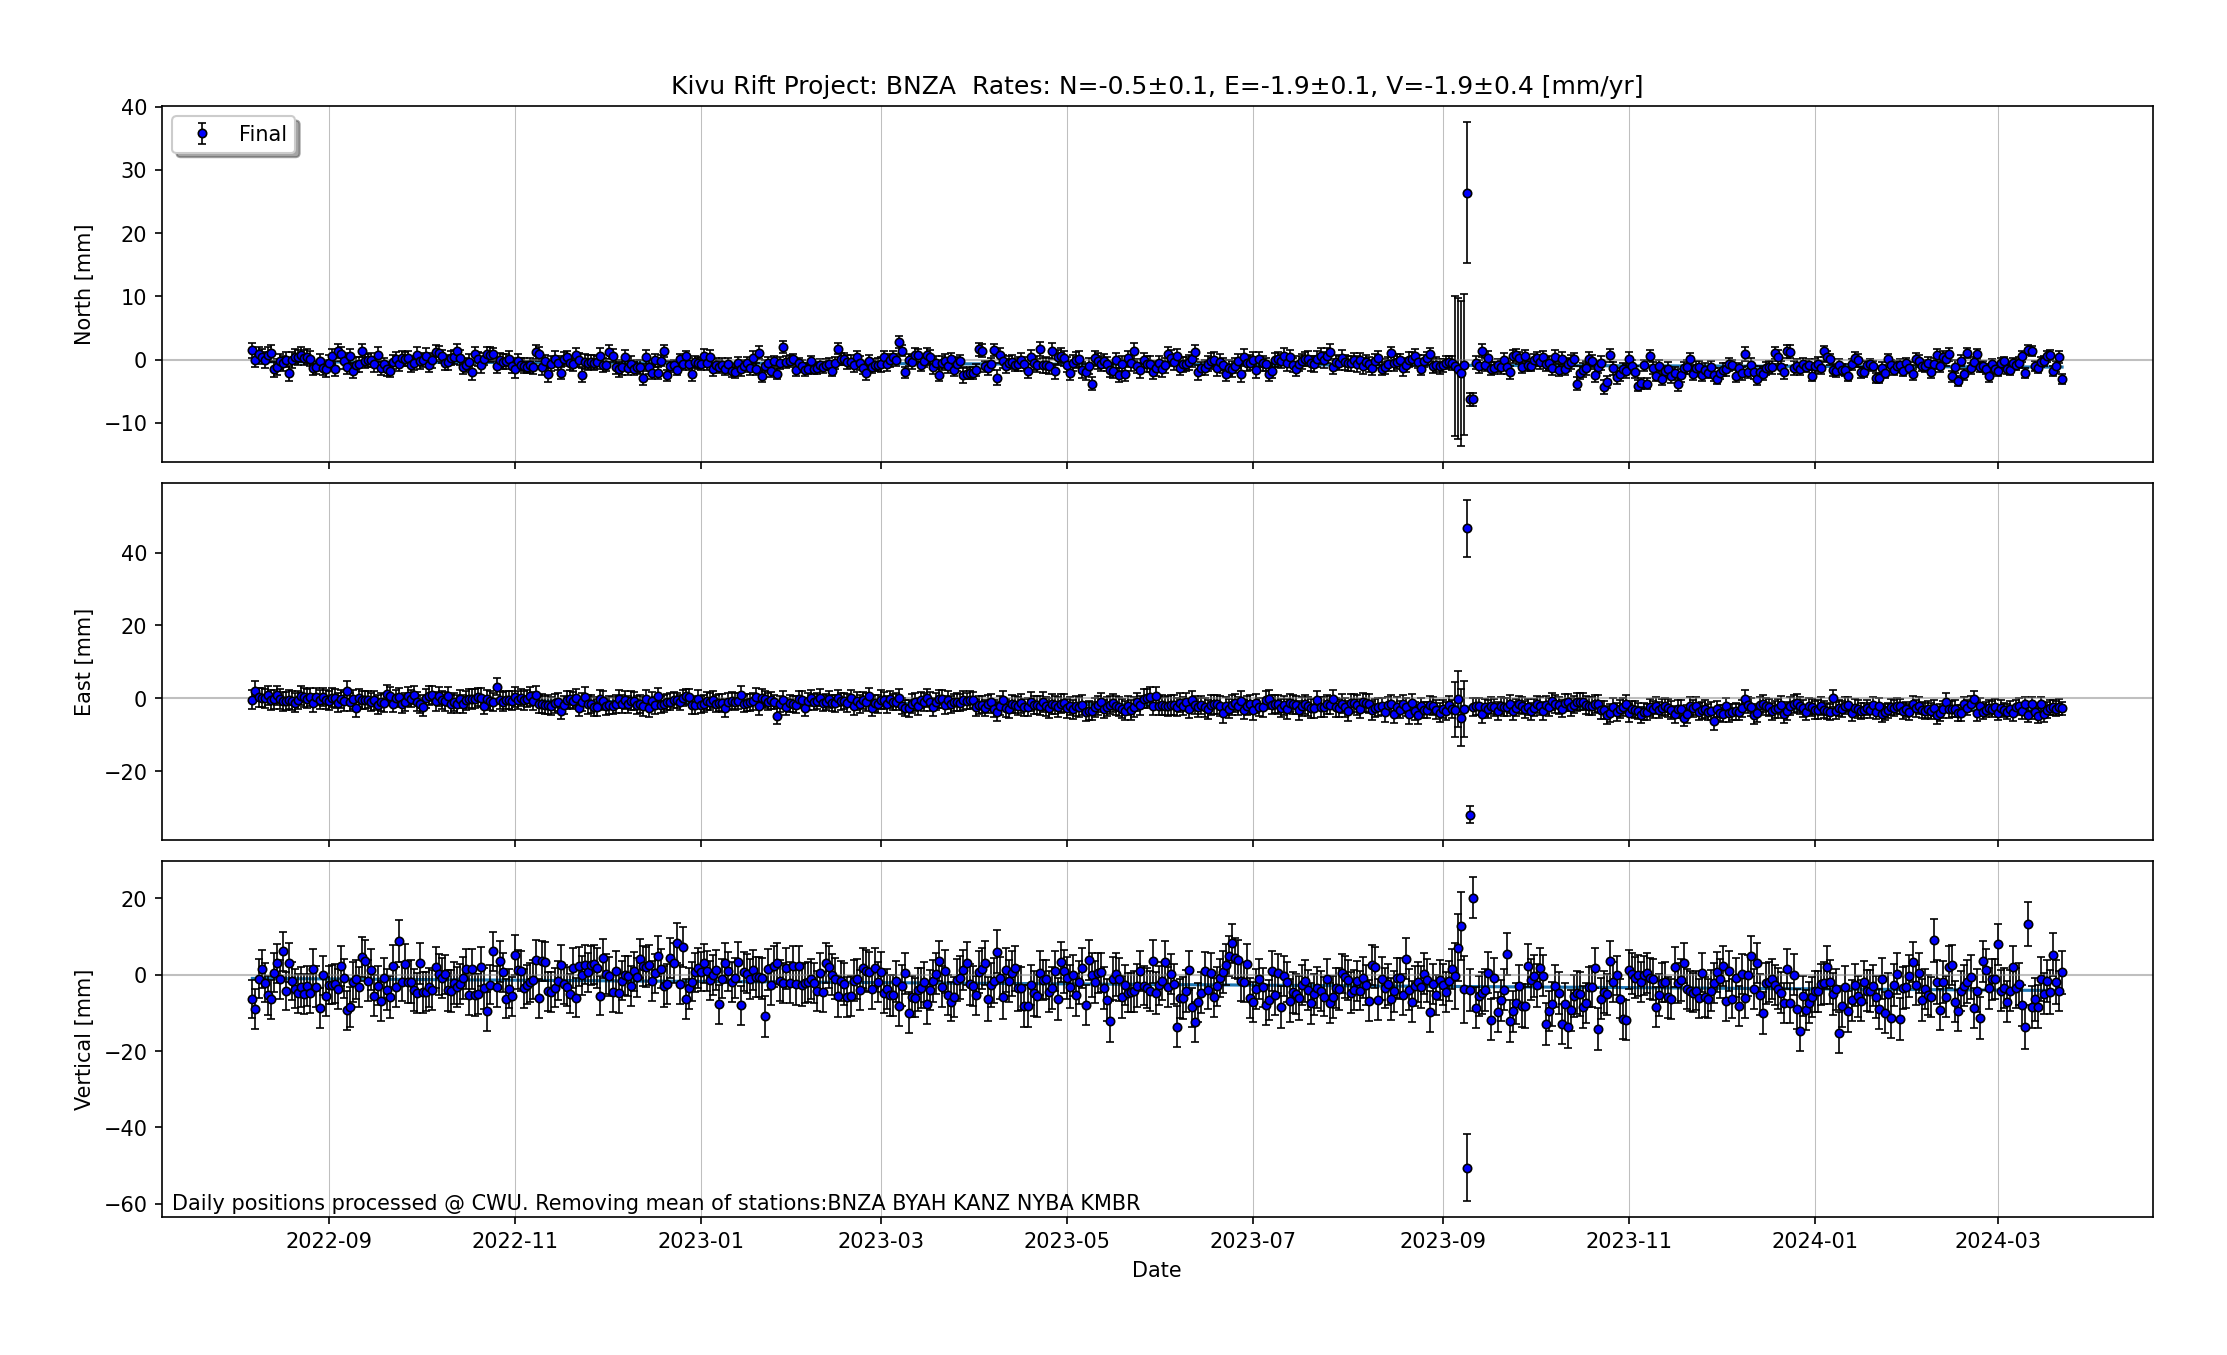 Kivu Rift Project: BNZA  Rates: N=-0.5±0.1, E=-1.9±0.1, V=-1.9±0.4 [mm/yr]
Final
North [mm]
40
30
20
10
0
−10
East [mm]
40
20
0
−20
Vertical [mm]
20
0
−20
−40
−60
Daily positions processed @ CWU. Removing mean of stations:BNZA BYAH KANZ NYBA KMBR
2022-09 2022-11 2023-01 2023-03 2023-05 2023-07 2023-09 2023-11 2024-01 2024-03
Date